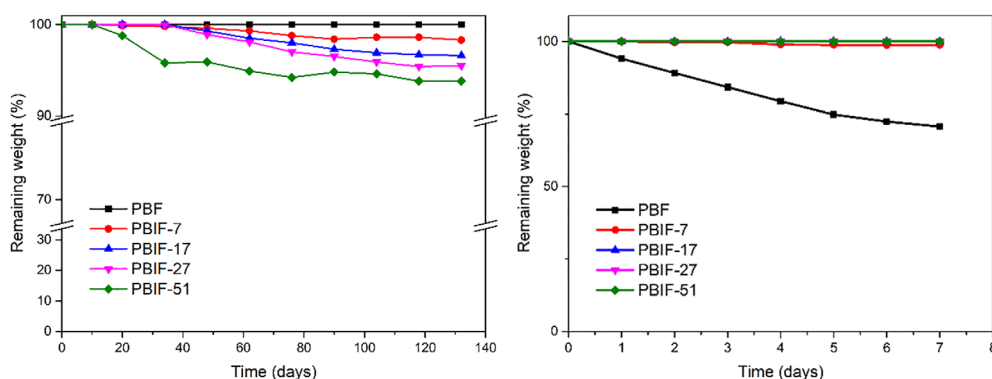 Remaining weight (%)
100
90
70
30
20
10
0
PBF
PBIF-7
PBIF-17
PBIF-27
PBIF-51
0 20 40 60 80 100 120 140
Time (days)
Remaining weight (%)
100
50
0
PBF
PBIF-7
PBIF-17
PBIF-27
PBIF-51
0 1 2 3 4 5 6 7 8
Time (days)